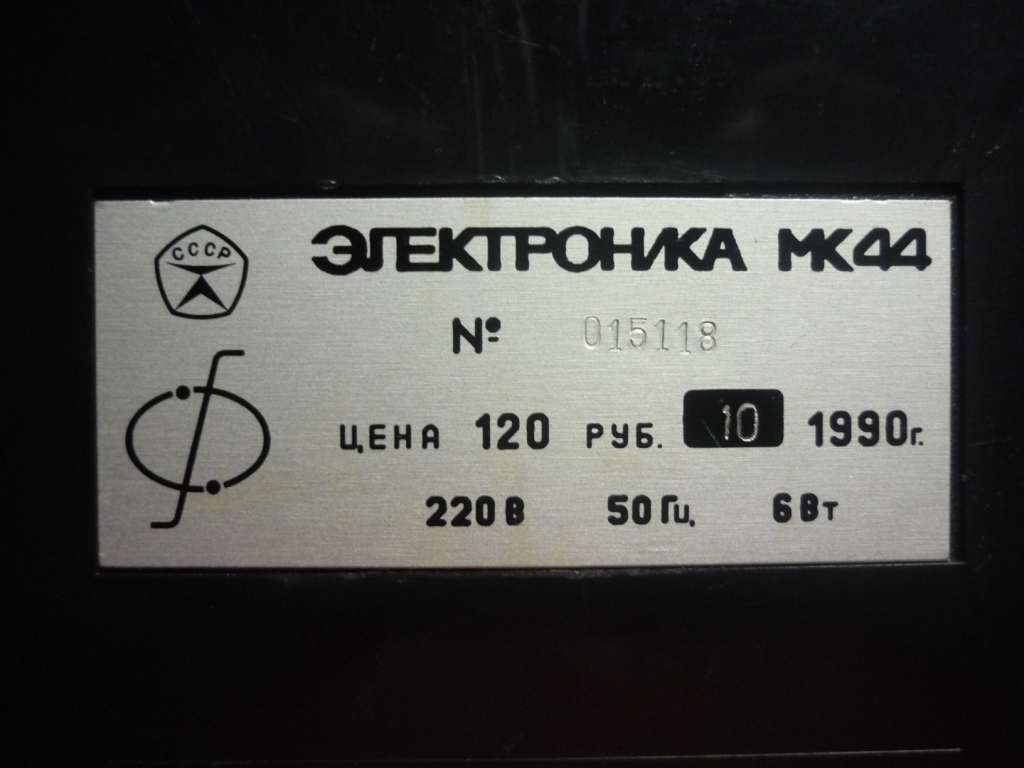 СССР
ЭЛЕКТРОНИКА МК44
№ 015118
ЦЕНА 120 РУБ. 10 1990г.
220В 50Гц, 6Вт